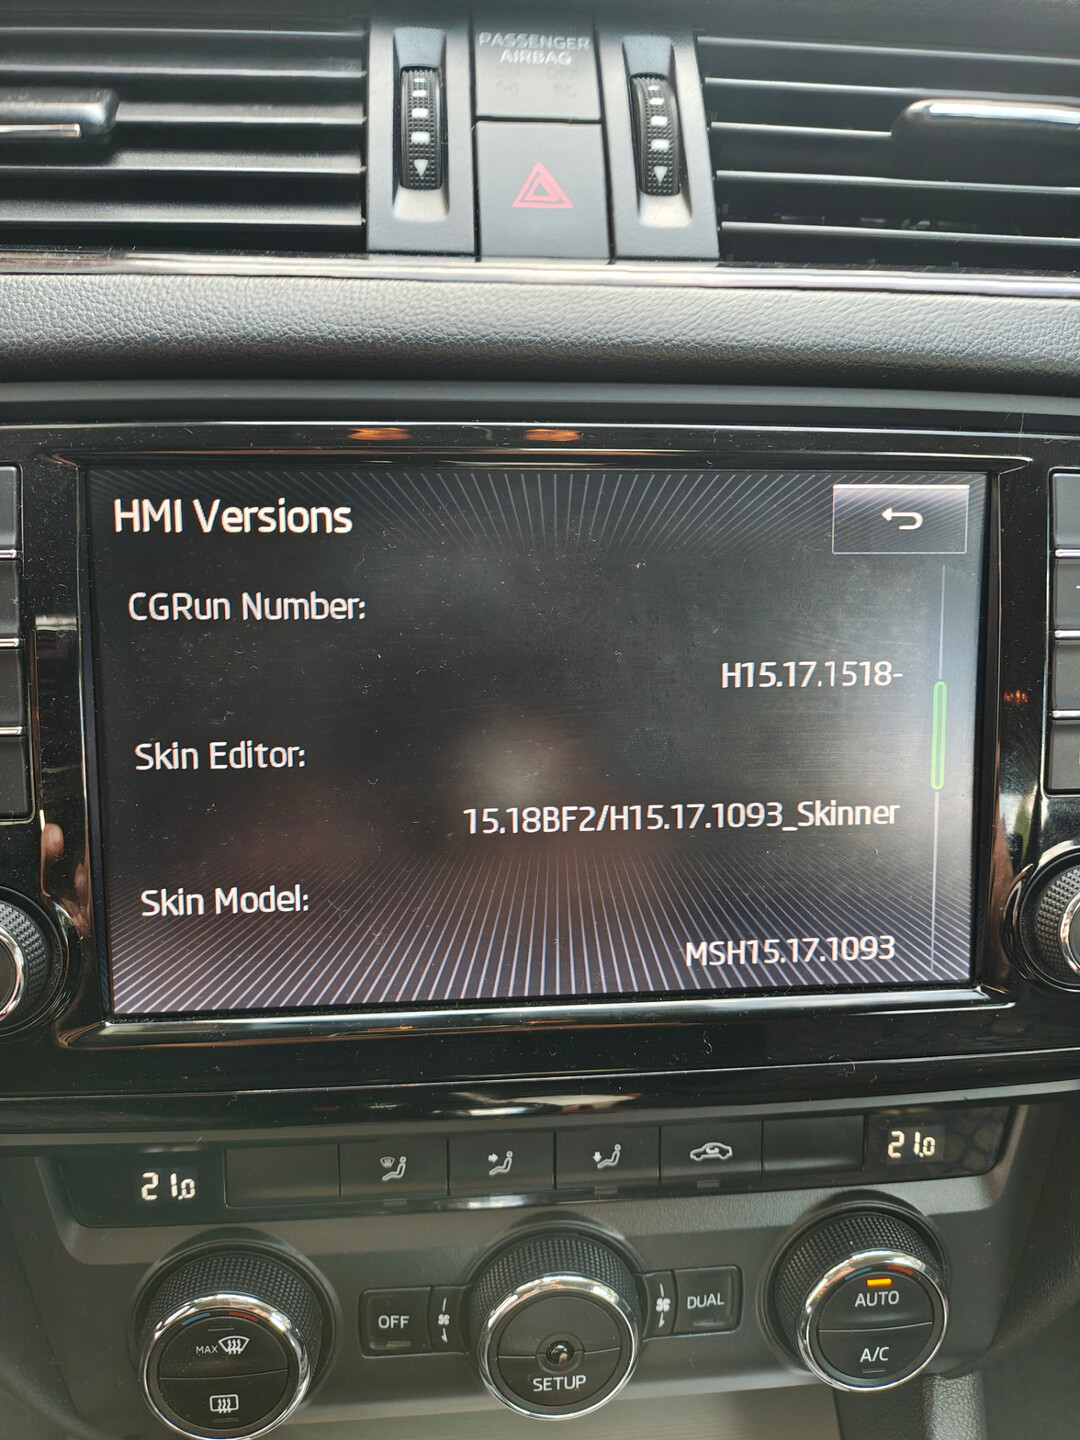 PASSENGER
AIRBAG
HMI Versions
CGRun Number:
H15.17.1518-
Skin Editor:
15.18BF2/H15.17.1093_Skinner
Skin Model:
MSH15.17.1093
21.0
21.0
OFF
DUAL
AUTO
A/C
MAX
SETUP